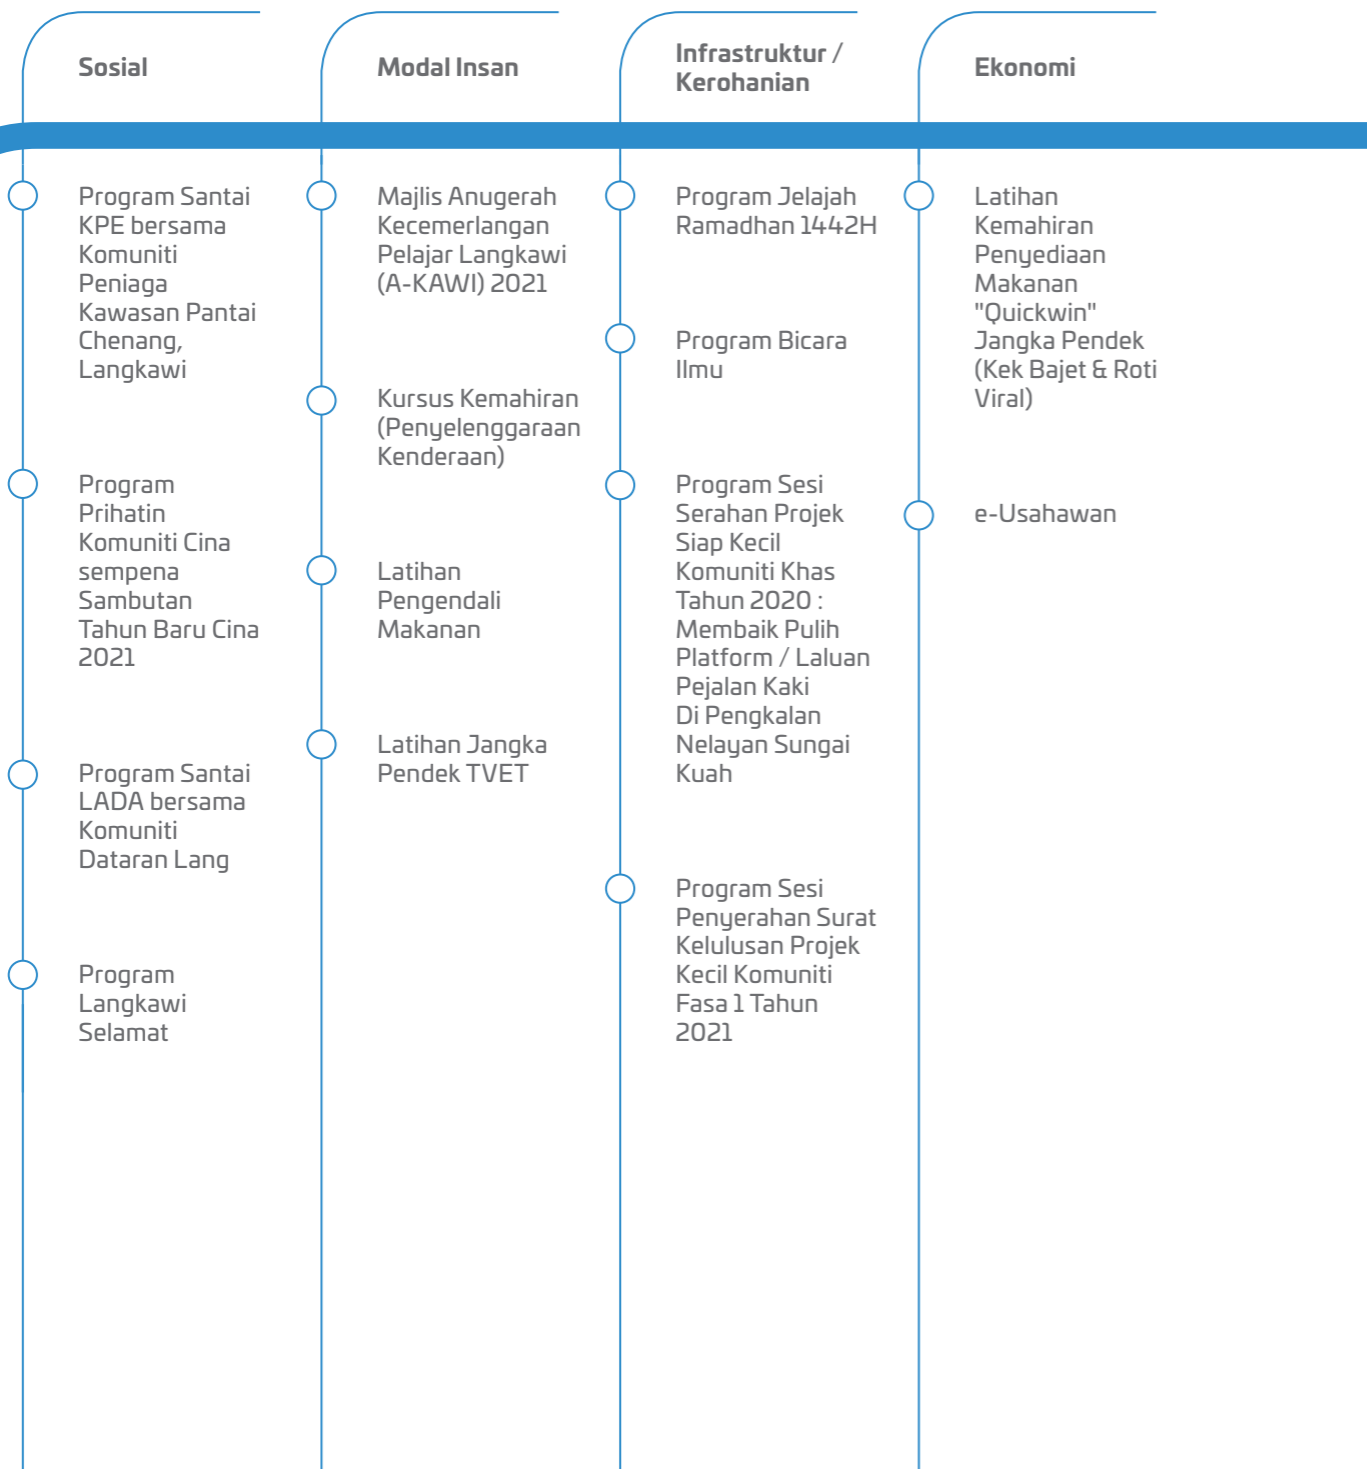 Sosial
Program Santai
KPE bersama
Komuniti
Peniaga
Kawasan Pantai
Chenang,
Langkawi
Program
Prihatin
Komuniti Cina
sempena
Sambutan
Tahun Baru Cina
2021
Program Santai
LADA bersama
Komuniti
Dataran Lang
Program
Langkawi
Selamat
Modal Insan
Majlis Anugerah
Kecemerlangan
Pelajar Langkawi
(A-KAWI) 2021
Kursus Kemahiran
(Penyelenggaraan
Kenderaan)
Latihan
Pengendali
Makanan
Latihan Jangka
Pendek TVET
Infrastruktur /
Kerohanian
Program Jelajah
Ramadhan 1442H
Program Bicara
Ilmu
Program Sesi
Serahan Projek
Siap Kecil
Komuniti Khas
Tahun 2020 :
Membaik Pulih
Platform / Laluan
Pejalan Kaki
Di Pengkalan
Nelayan Sungai
Kuah
Program Sesi
Penyerahan Surat
Kelulusan Projek
Kecil Komuniti
Fasa 1 Tahun
2021
Ekonomi
Latihan
Kemahiran
Penyediaan
Makanan
"Quickwin"
Jangka Pendek
(Kek Bajet & Roti
Viral)
e-Usahawan